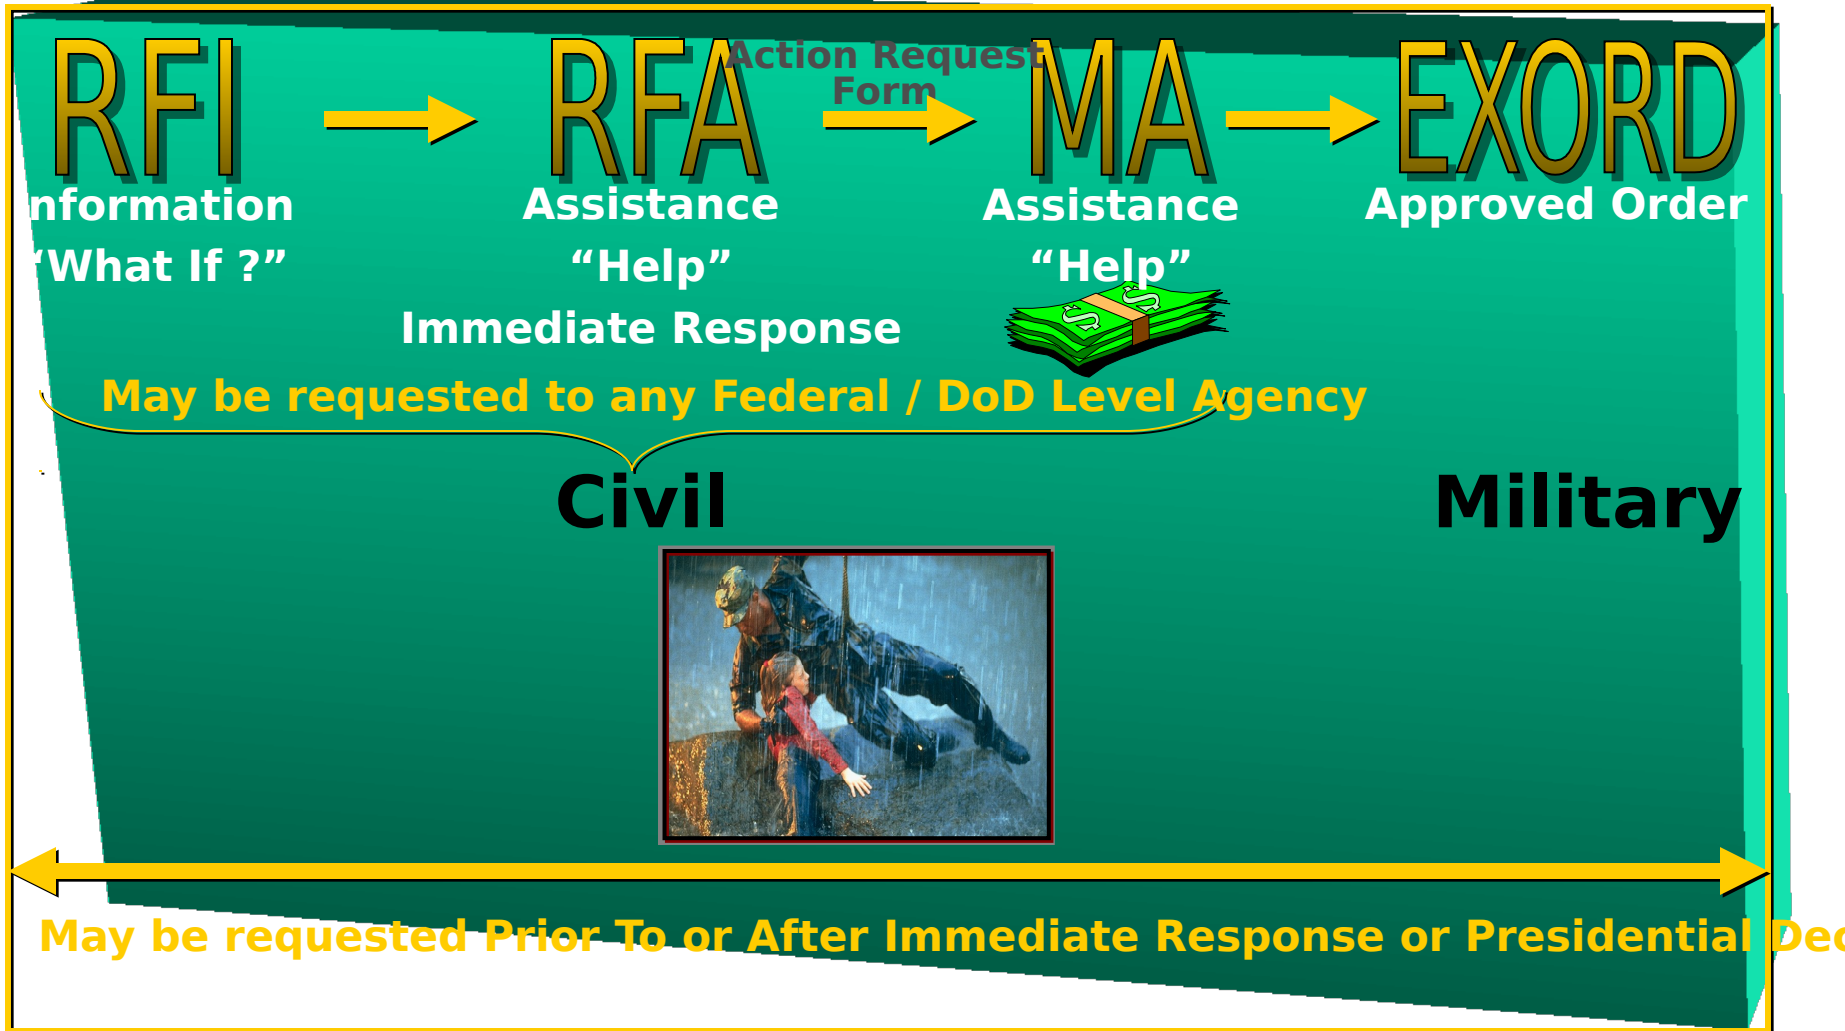 RFI
RFA
Action Request
Form
MA
EXORD
nformation
Assistance
Assistance
Approved Order
“What If ?”
“Help”
“Help”
Immediate Response
$ $
May be requested to any Federal / DoD Level Agency
Civil
Military
May be requested Prior To or After Immediate Response or Presidential